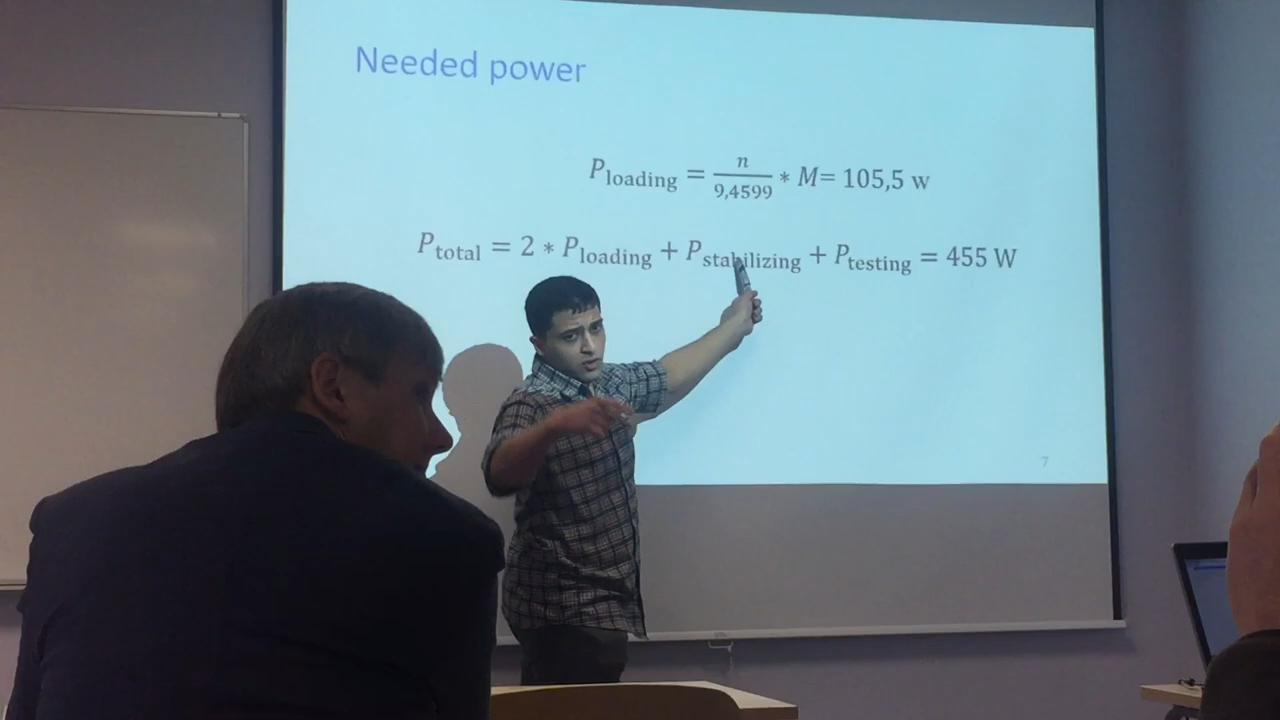 Needed power
P_loading = n/9,4599 * M= 105,5 w
P_total = 2 * P_loading + P_stabilizing + P_testing = 455 W
7